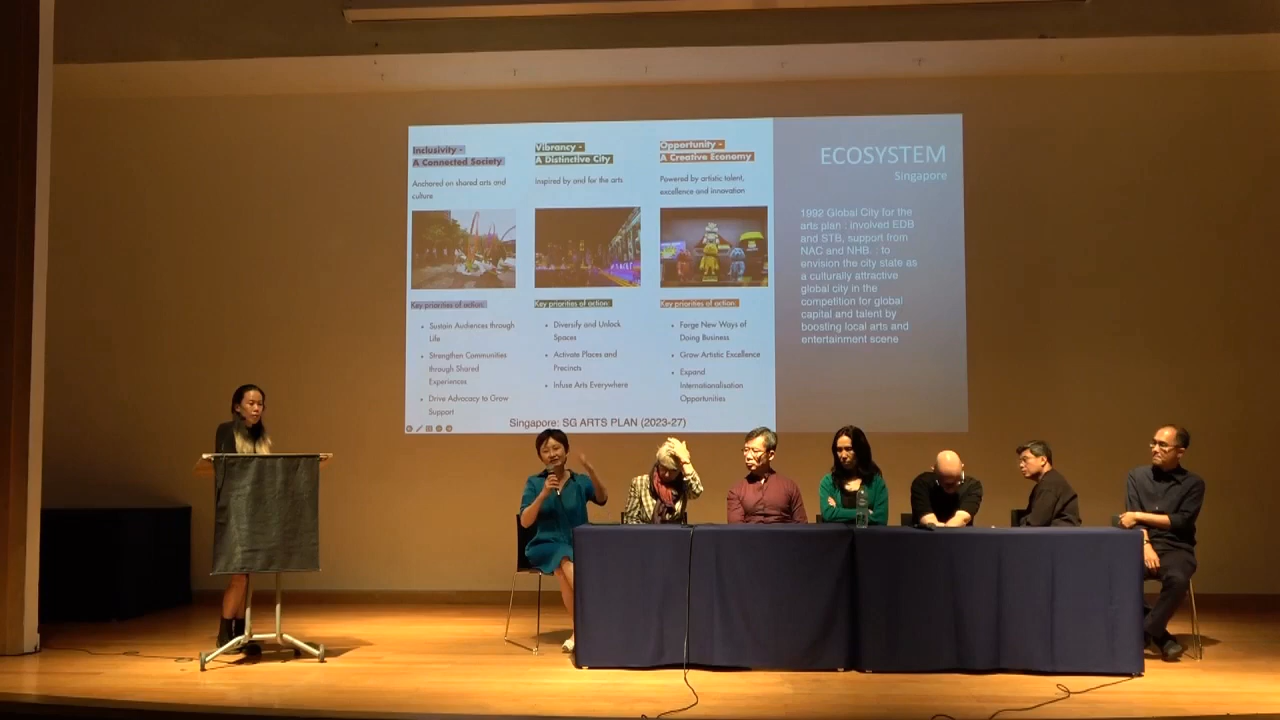 Inclusivity -
A Connected Society
Anchored on shared arts and
culture
Key priorities of action:
• Sustain Audiences through
Life
• Strengthen Communities
through Shared
Experiences
• Drive Advocacy to Grow
Support
Vibrancy -
A Distinctive City
Inspired by and for the arts
Key priorities of action:
• Diversify and Unlock
Spaces
• Activate Places and
Precincts
• Infuse Arts Everywhere
Opportunity -
A Creative Economy
Powered by artistic talent,
excellence and innovation
Key priorities of action:
• Forge New Ways of
Doing Business
• Grow Artistic Excellence
• Expand
Internationalisation
Opportunities
Singapore: SG ARTS PLAN (2023-27)
ECOSYSTEM
Singapore
1992 Global City for the
arts plan : involved EDB
and STB, support from
NAC and NHB. : to
envision the city state as
a culturally attractive
global city in the
competition for global
capital and talent by
boosting local arts and
entertainment scene